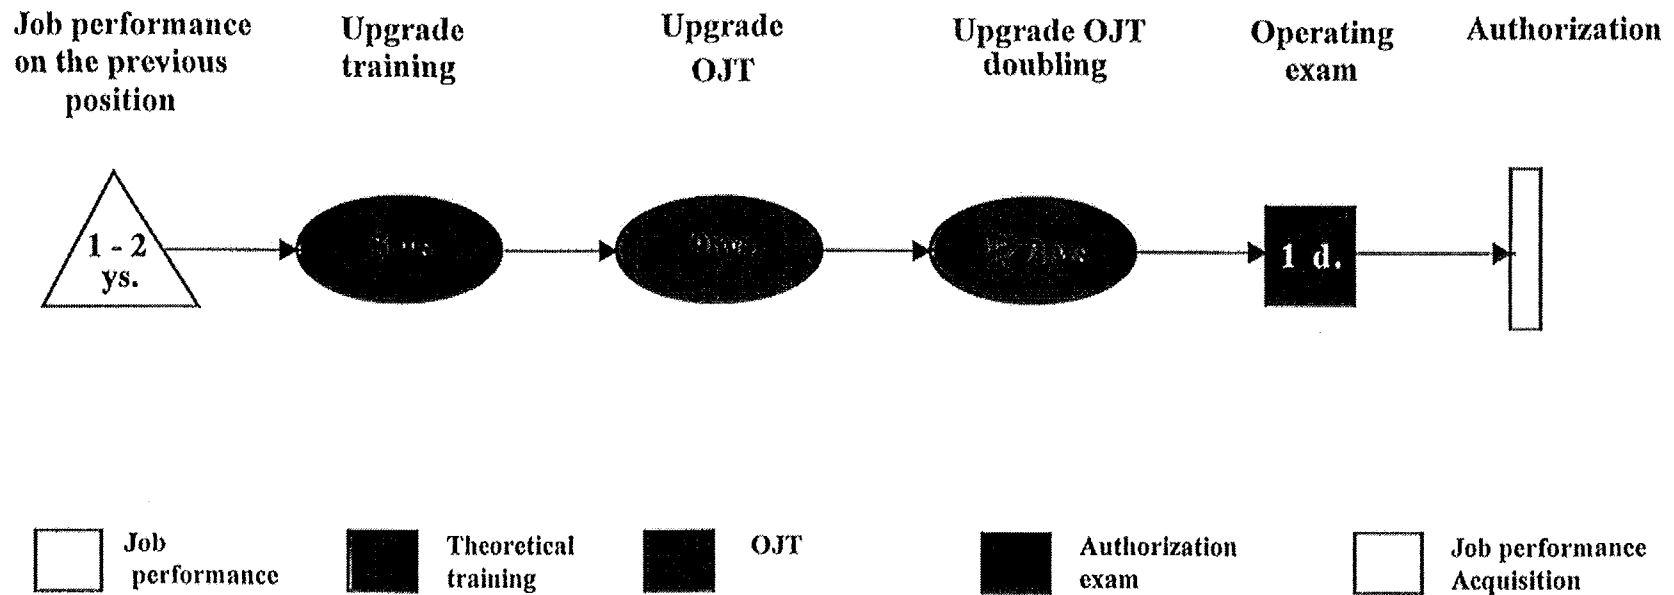 Job performance
on the previous
position
Upgrade
training
Upgrade
OJT
Upgrade OJT
doubling
Operating
exam
Authorization
1 - 2
ys.
1 d.
Job
performance
Theoretical
training
OJT
Authorization
exam
Job performance
Acquisition